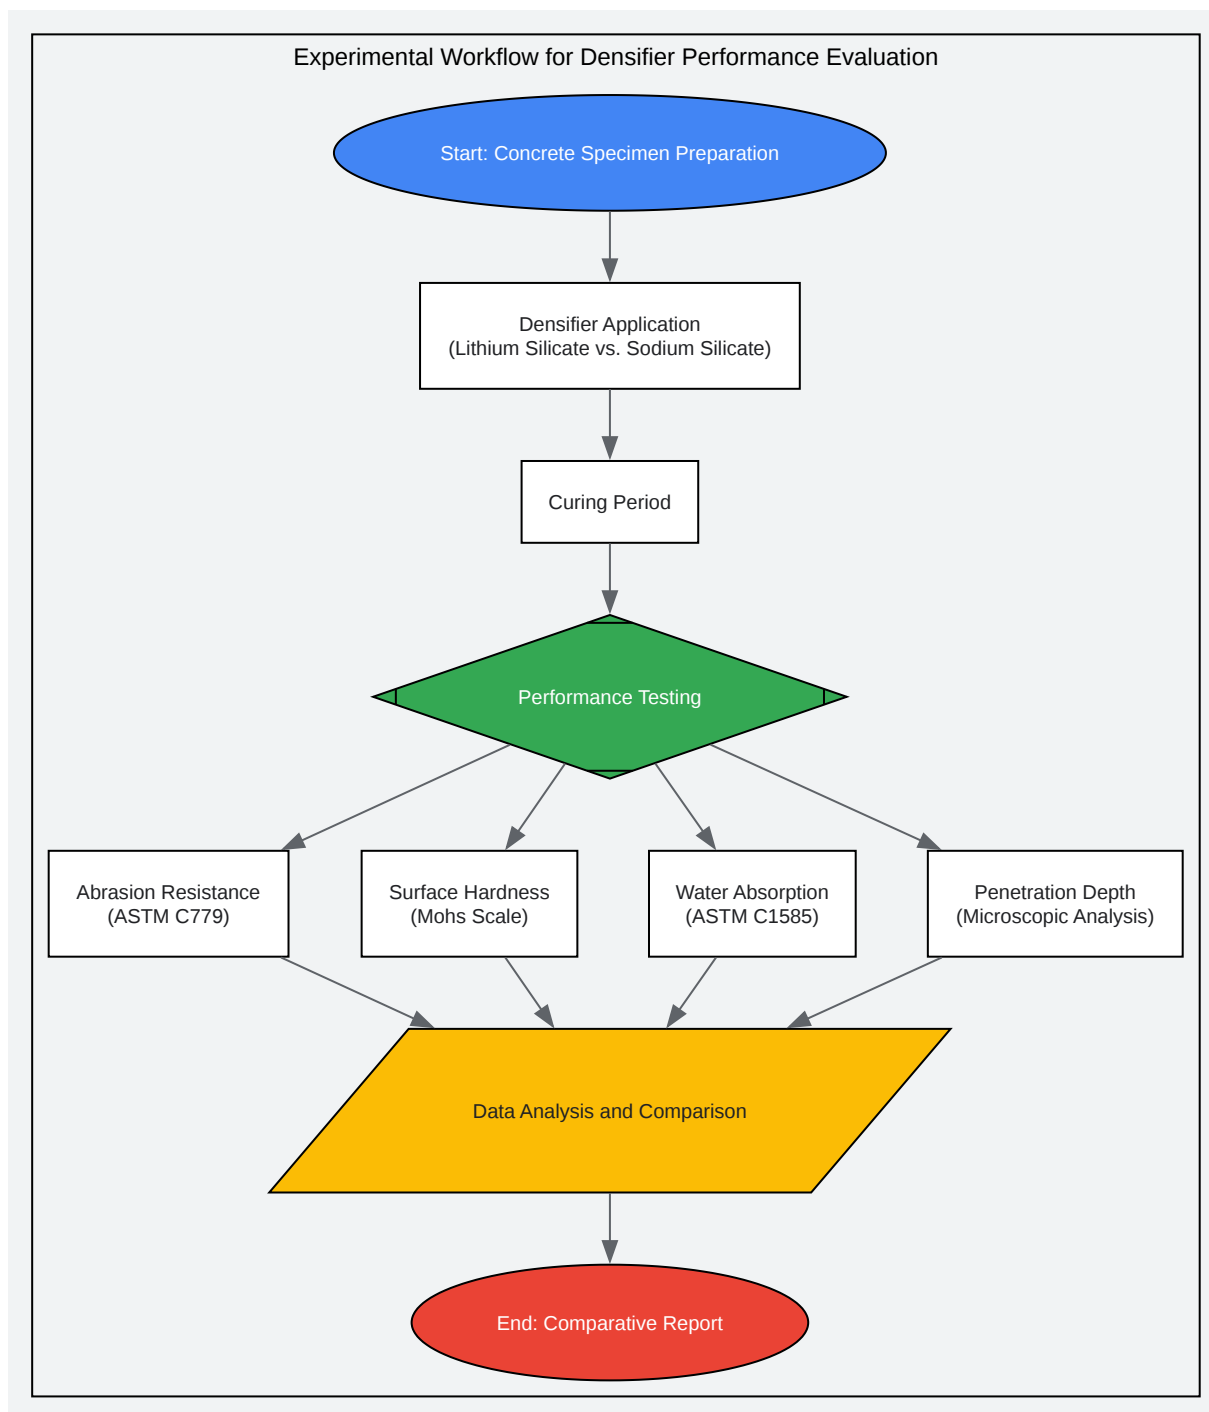 Experimental Workflow for Densifier Performance Evaluation
Start: Concrete Specimen Preparation
Densifier Application
(Lithium Silicate vs. Sodium Silicate)
Curing Period
Performance Testing
Abrasion Resistance
(ASTM C779)
Surface Hardness
(Mohs Scale)
Water Absorption
(ASTM C1585)
Penetration Depth
(Microscopic Analysis)
Data Analysis and Comparison
End: Comparative Report